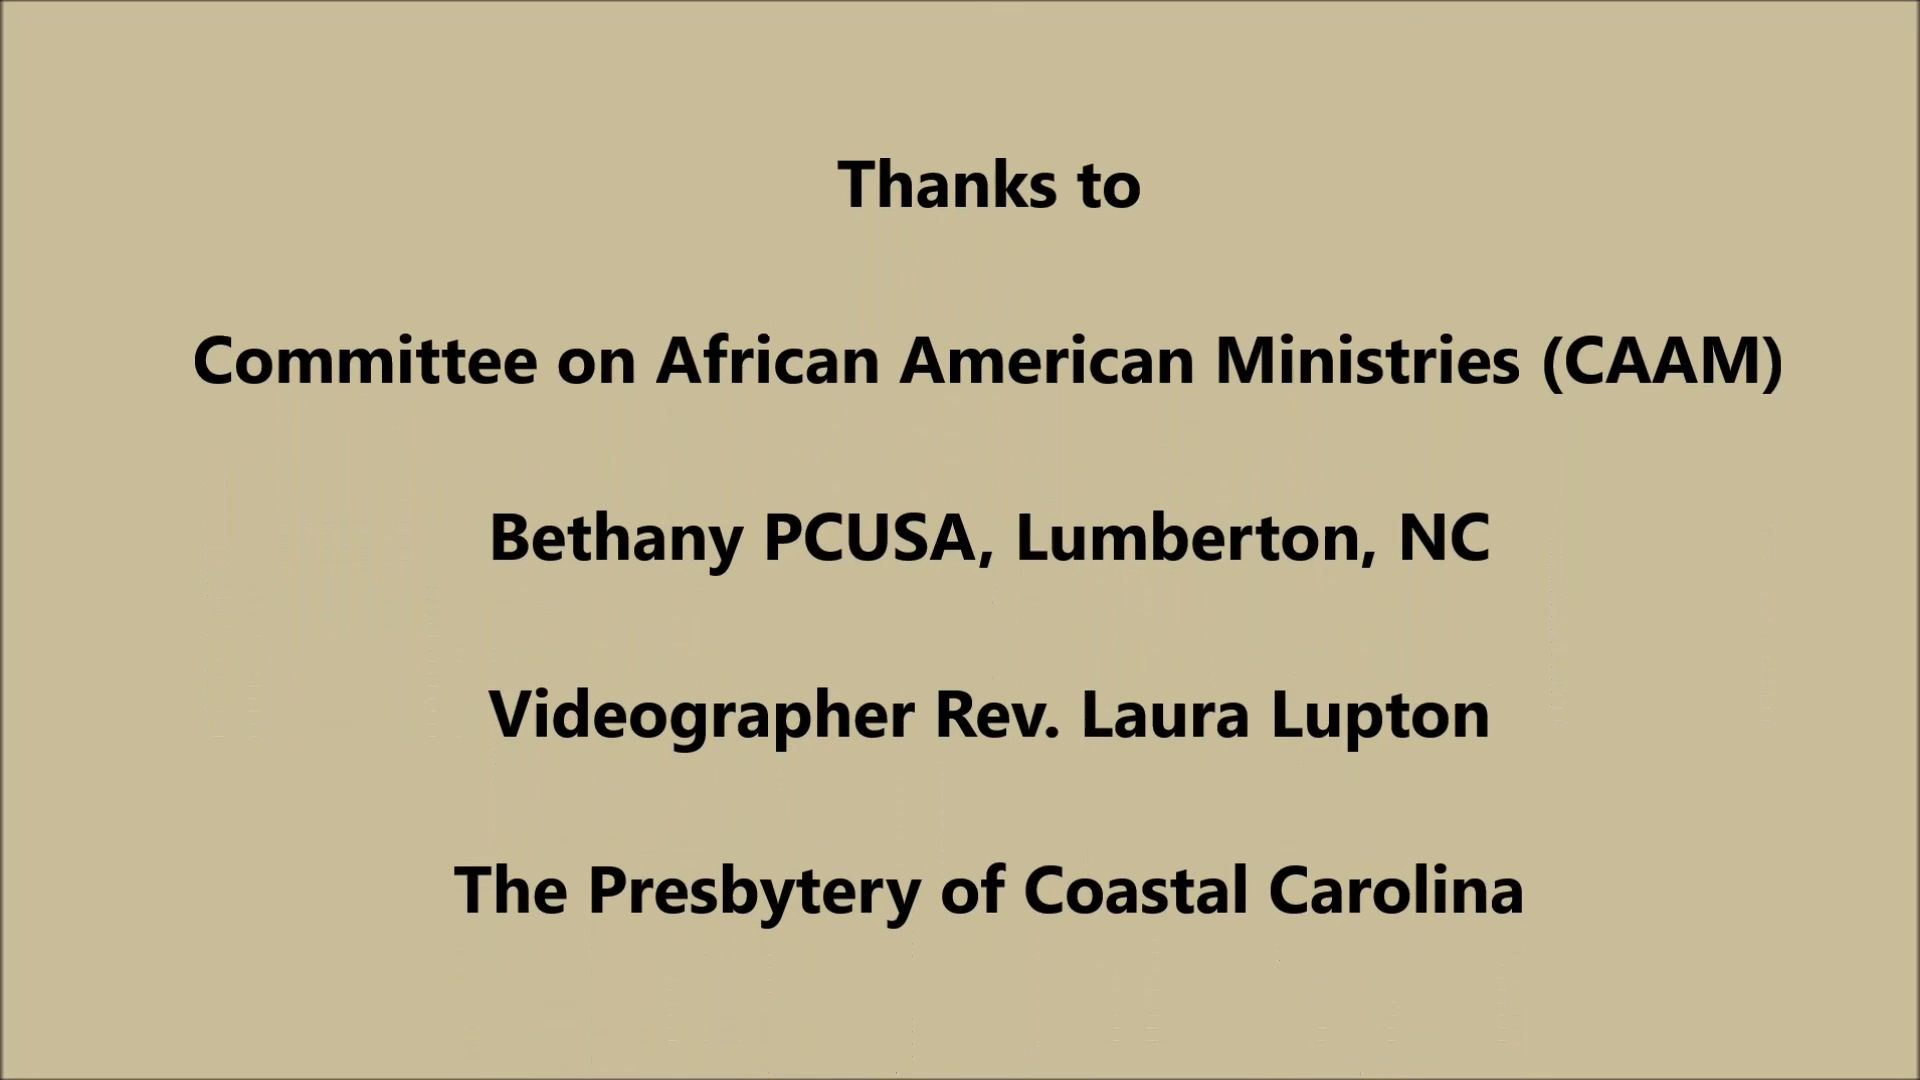 Thanks to
Committee on African American Ministries (CAAM)
Bethany PCUSA, Lumberton, NC
Videographer Rev. Laura Lupton
The Presbytery of Coastal Carolina